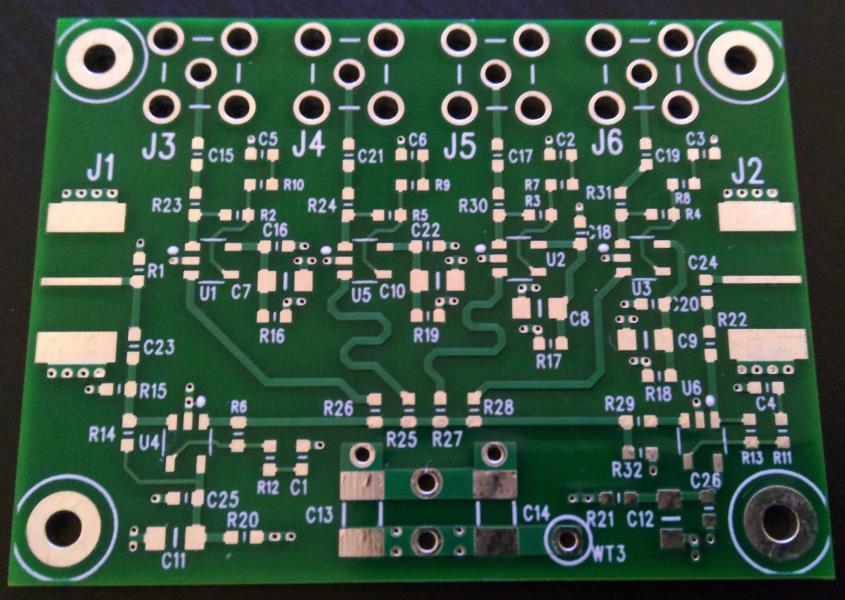 J3 C15 C5 J4 C21 C6 J5 C17 C2 J6 C19 C3
J1 R10 R9 R7 R31 R8 J2
R23 R2 R24 R5 R30 R3 R4
C16 C22 C18
R1 U1 C7 U5 C10 U2 U3 C24
R16 R19 C8 C20 R22
C23 R17 C9
R15 R18 U6 C4
R26 R28 R29
R14 U4 R6 R25 R27 R13 R11
R12 C1 R32 C26
C25 C13 C14 R21 C12
C11 R20 WT3